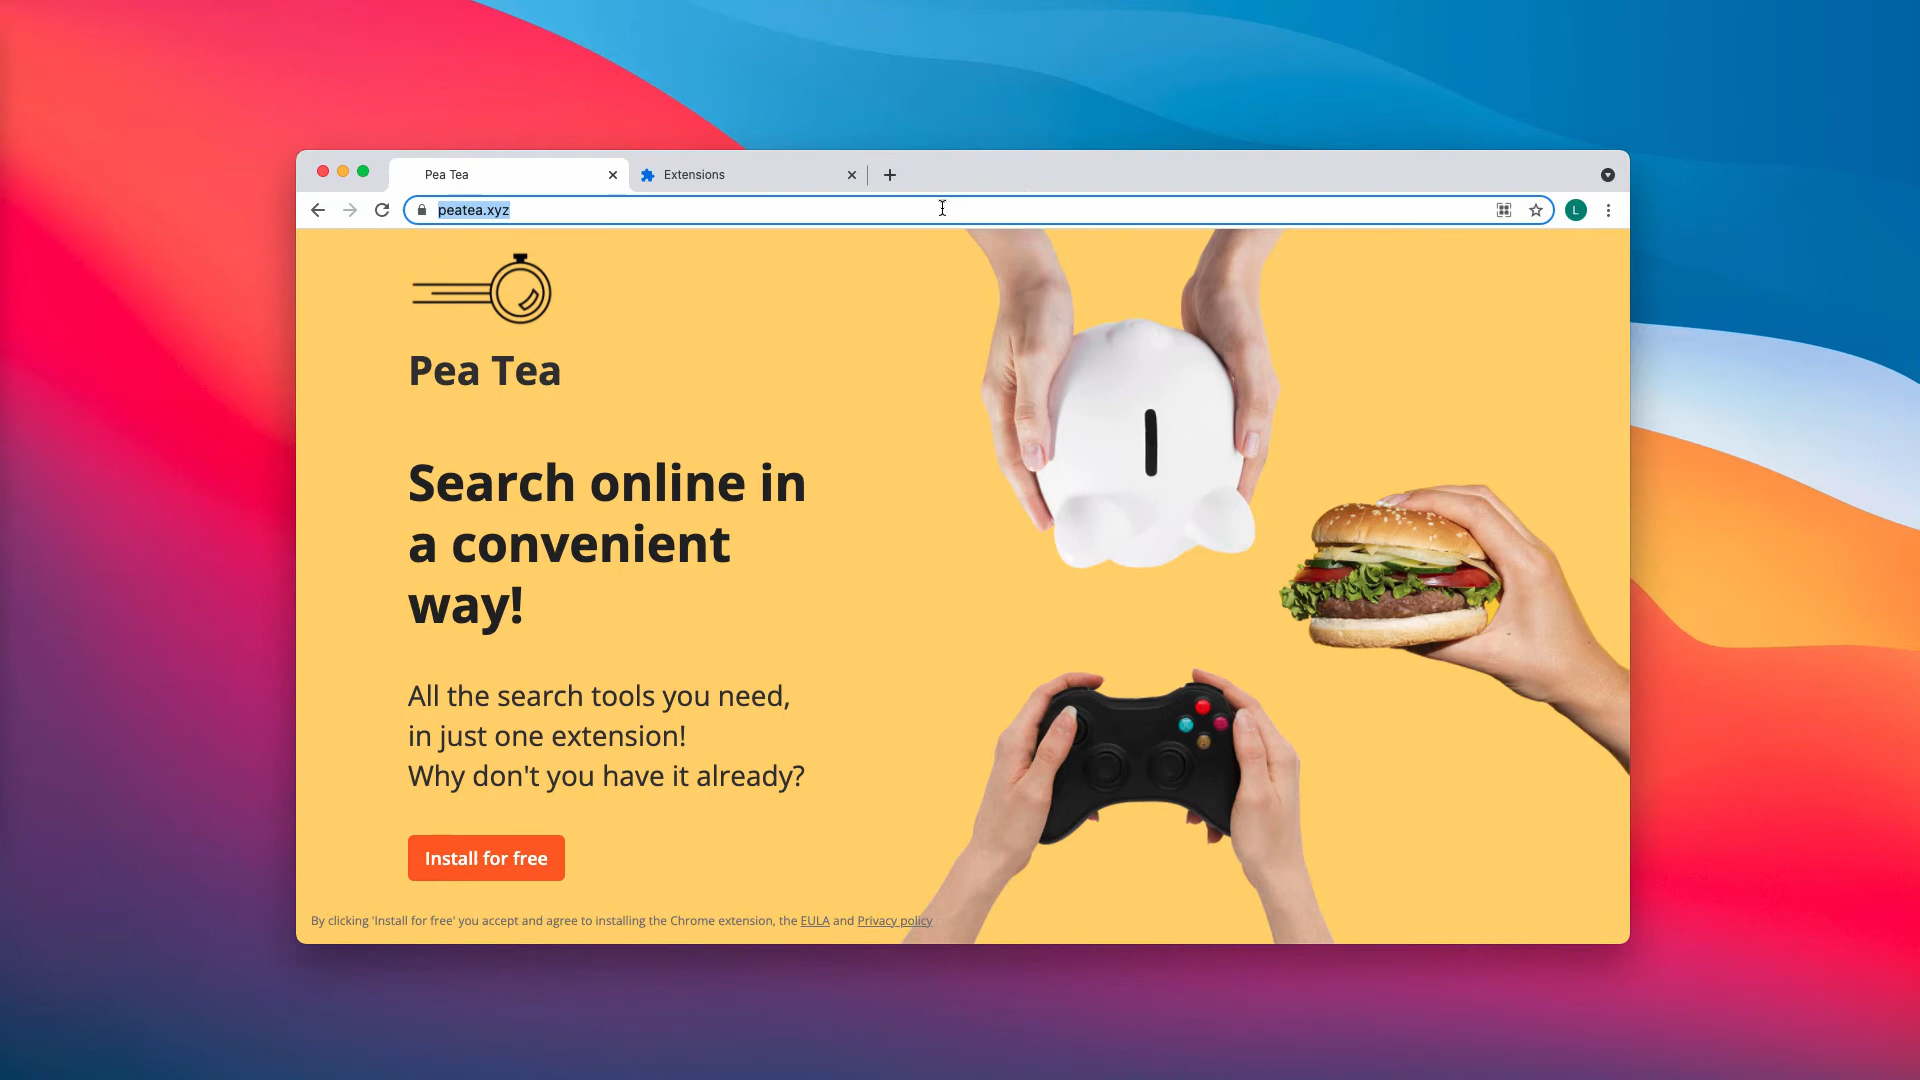 Pea Tea
Extensions
peatea.xyz
L
Pea Tea
Search online in
a convenient
way!
All the search tools you need,
in just one extension!
Why don't you have it already?
Install for free
By clicking 'Install for free' you accept and agree to installing the Chrome extension, the EULA and Privacy policy